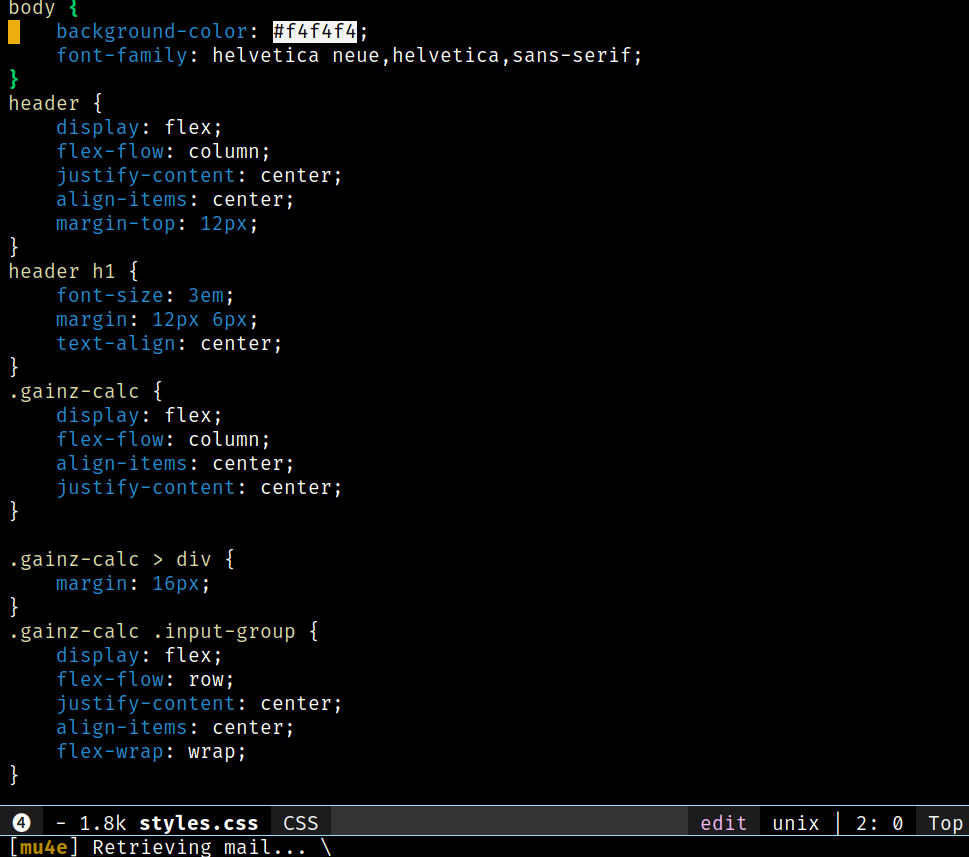 body {
    background-color: #f4f4f4;
    font-family: helvetica neue,helvetica,sans-serif;
}
header {
    display: flex;
    flex-flow: column;
    justify-content: center;
    align-items: center;
    margin-top: 12px;
}
header h1 {
    font-size: 3em;
    margin: 12px 6px;
    text-align: center;
}
.gainz-calc {
    display: flex;
    flex-flow: column;
    align-items: center;
    justify-content: center;
}

.gainz-calc > div {
    margin: 16px;
}
.gainz-calc .input-group {
    display: flex;
    flex-flow: row;
    justify-content: center;
    align-items: center;
    flex-wrap: wrap;
}
❹ - 1.8k styles.css CSS edit unix | 2: 0 Top
[mu4e] Retrieving mail... \